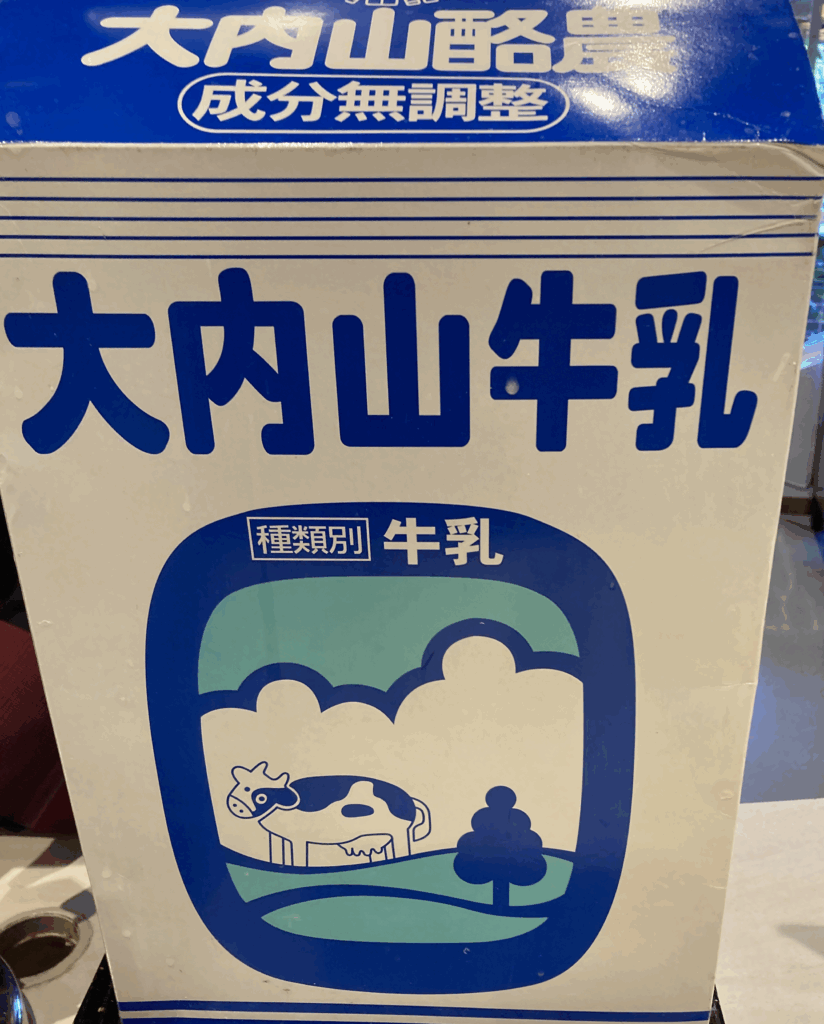 大内山酪農
成分無調整
大内山牛乳
種類別 牛乳